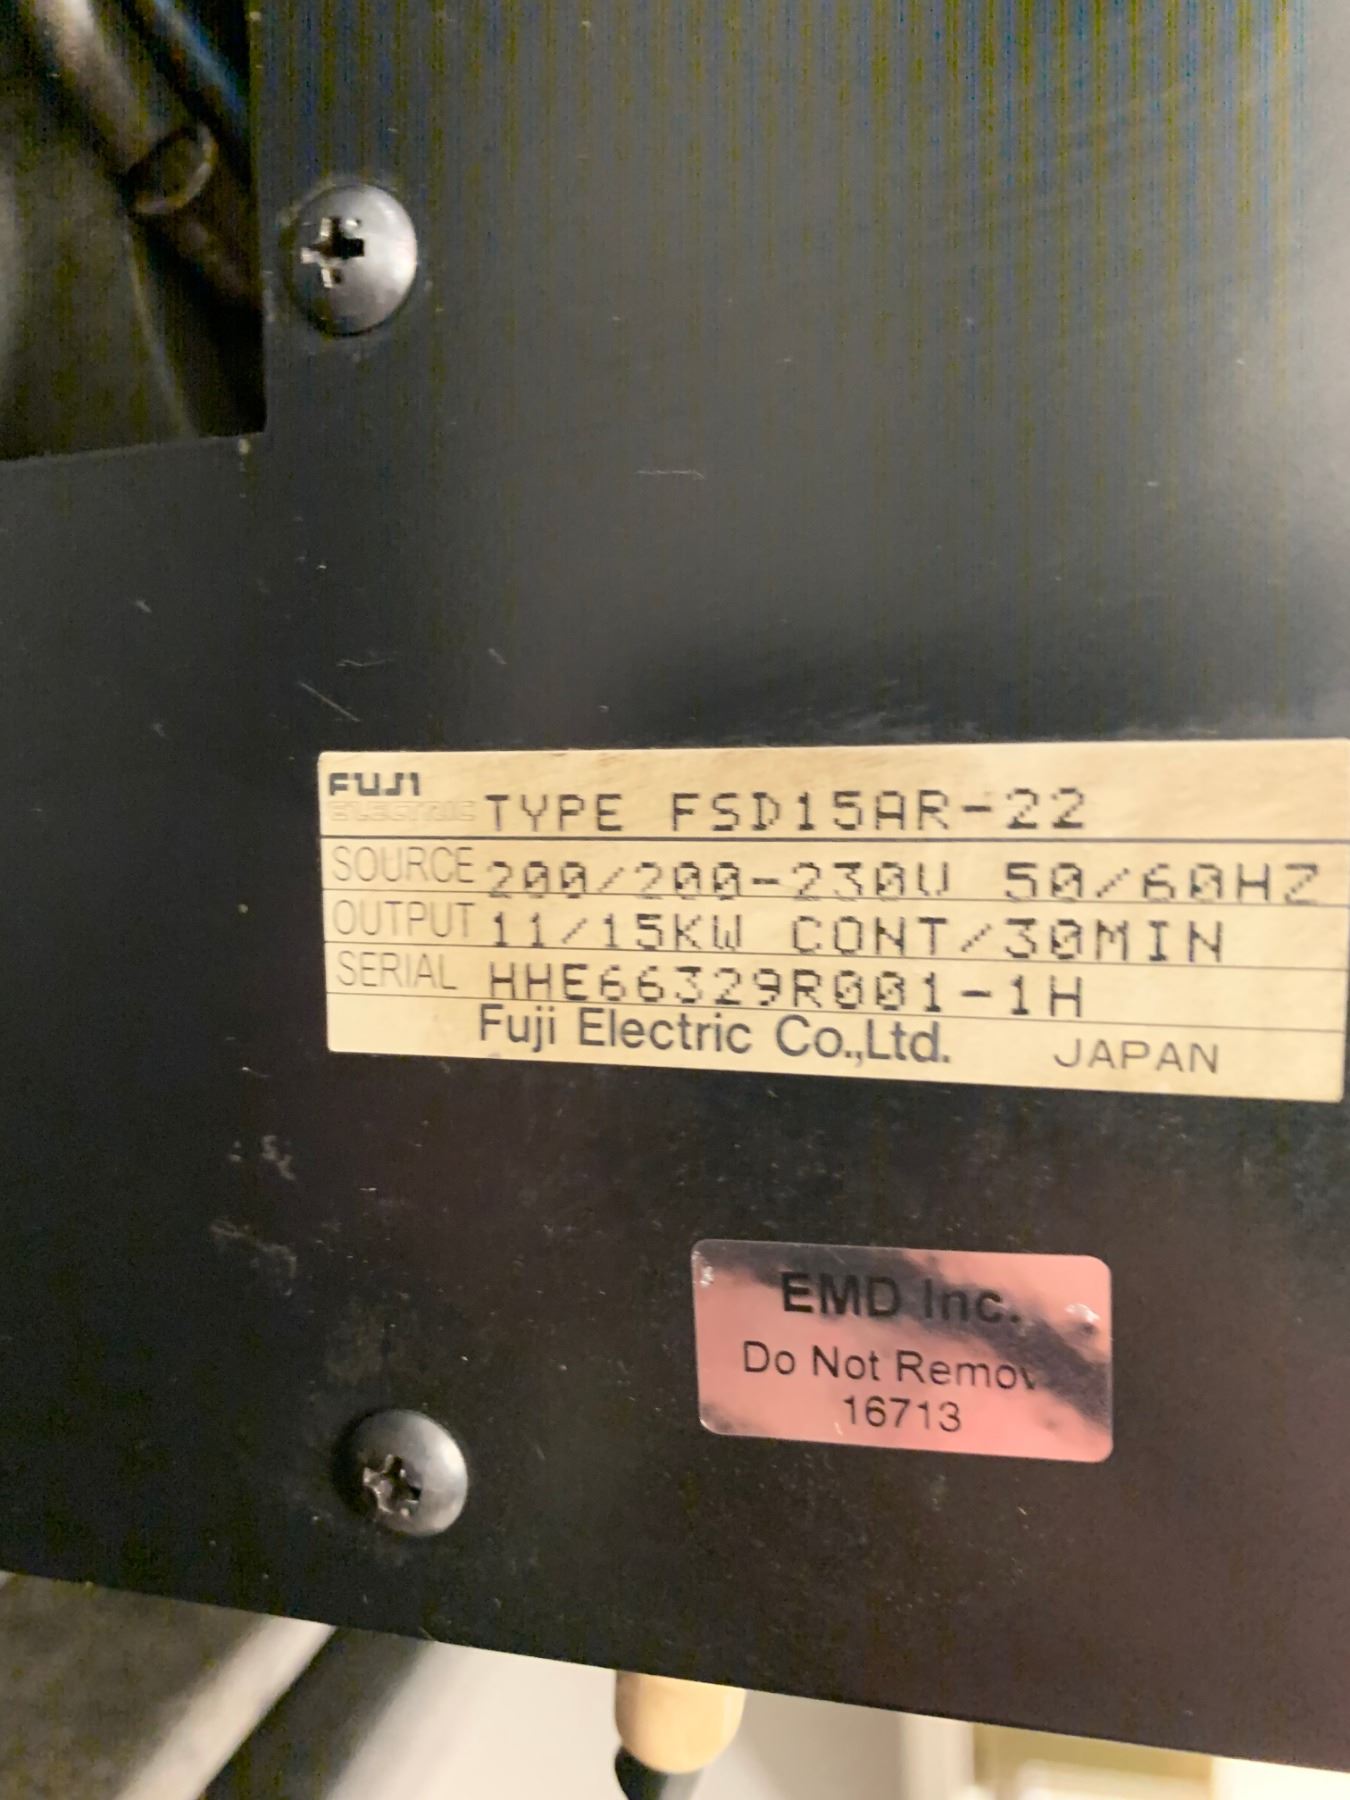 FUJI
ELECTRIC TYPE FSD15AR-22
SOURCE 200/200-230V 50/60HZ
OUTPUT 11/15KW CONT/30MIN
SERIAL HHE66329R001-1H
Fuji Electric Co.,Ltd. JAPAN
EMD Inc.
Do Not Remov
16713